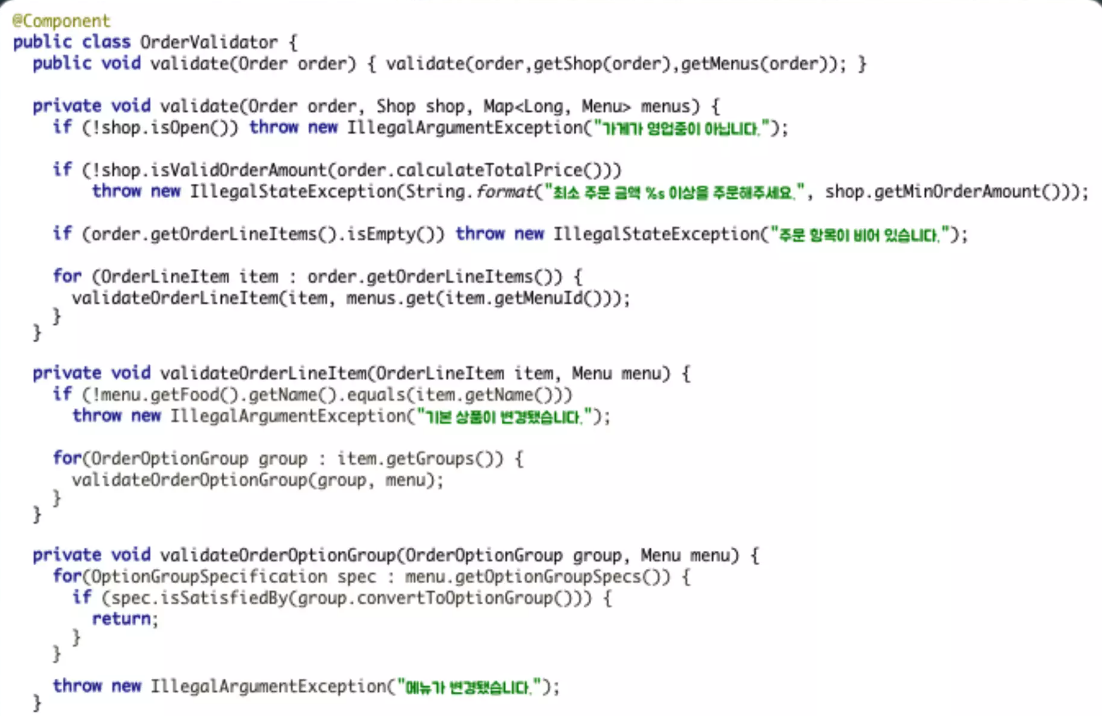 @Component
public class OrderValidator {
public void validate(Order order) { validate(order,getShop(order),getMenus(order)); }
private void validate(Order order, Shop shop, Map<Long, Menu> menus) {
if (!shop.isOpen()) throw new IllegalArgumentException("가게가 영업중이 아닙니다.");
if (!shop.isValidOrderAmount(order.calculateTotalPrice()))
throw new IllegalStateException(String.format("최소 주문 금액 %s 이상을 주문해주세요.", shop.getMinOrderAmount()));
if (order.getOrderLineItems().isEmpty()) throw new IllegalStateException("주문 항목이 비어 있습니다.");
for (OrderLineItem item : order.getOrderLineItems()) {
validateOrderLineItem(item, menus.get(item.getMenuId()));
}
}
private void validateOrderLineItem(OrderLineItem item, Menu menu) {
if (!menu.getFood().getName().equals(item.getName()))
throw new IllegalArgumentException("기본 상품이 변경됐습니다.");
for(OrderOptionGroup group : item.getGroups()) {
validateOrderOptionGroup(group, menu);
}
}
private void validateOrderOptionGroup(OrderOptionGroup group, Menu menu) {
for(OptionGroupSpecification spec : menu.getOptionGroupSpecs()) {
if (spec.isSatisfiedBy(group.convertToOptionGroup())) {
return;
}
}
throw new IllegalArgumentException("메뉴가 변경됐습니다.");
}